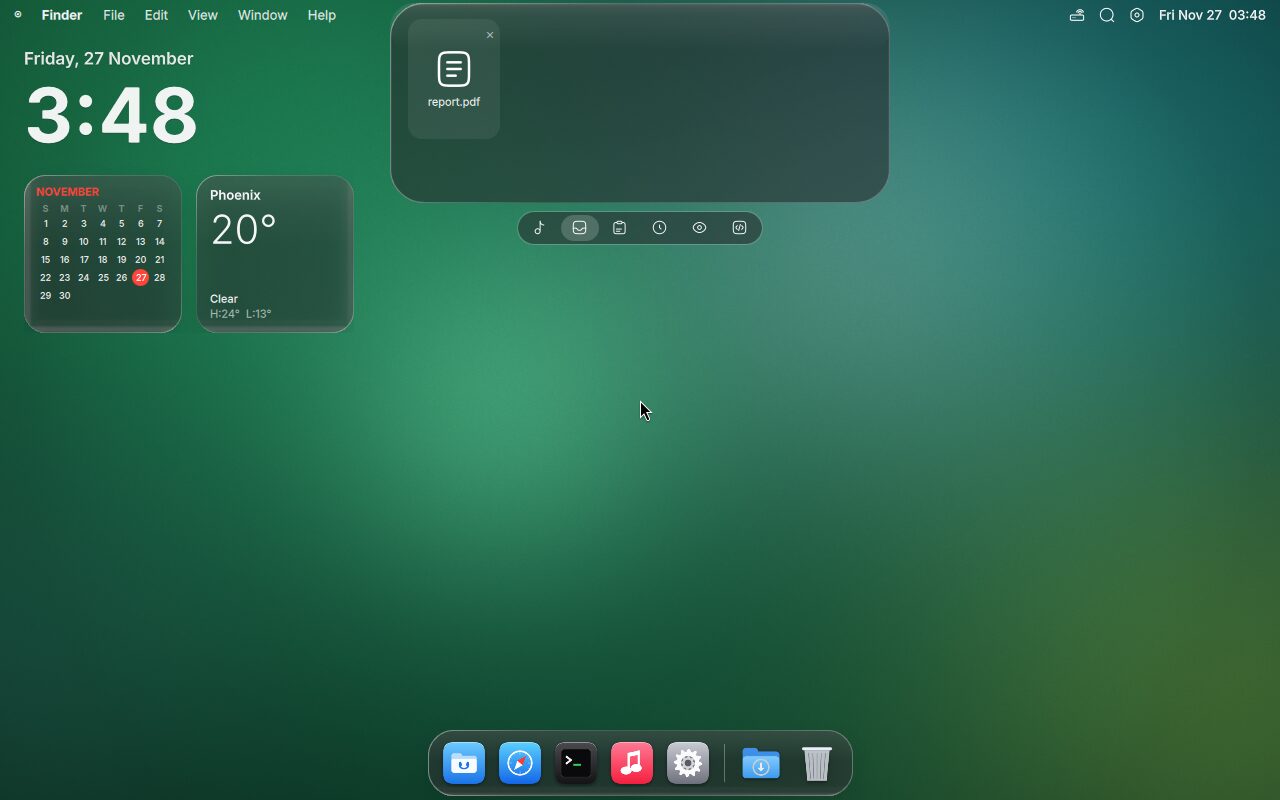 Finder File Edit View Window Help
Fri Nov 27 03:48
Friday, 27 November
3:48
report.pdf
NOVEMBER
S M T W T F S
1 2 3 4 5 6 7
8 9 10 11 12 13 14
15 16 17 18 19 20 21
22 23 24 25 26 27 28
29 30
Phoenix
20°
Clear
H:24° L:13°